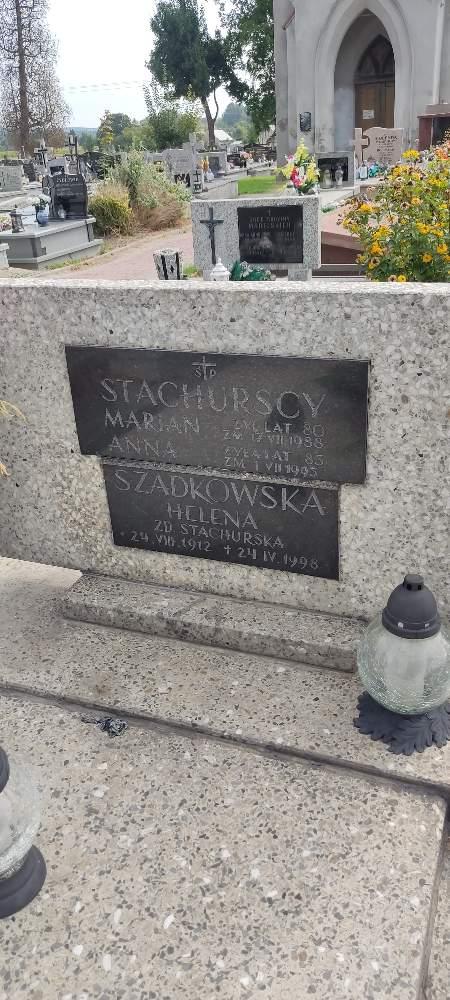 Ś P
STACHURSCY
MARIAN ŻYŁ LAT 80
ZM. 17 VII 1988
ANNA ŻYŁA LAT 85
ZM. 1 VII 1995
SZADKOWSKA
HELENA
ZD. STACHURSKA
* 24.VIII.1912 + 24.IV.1998